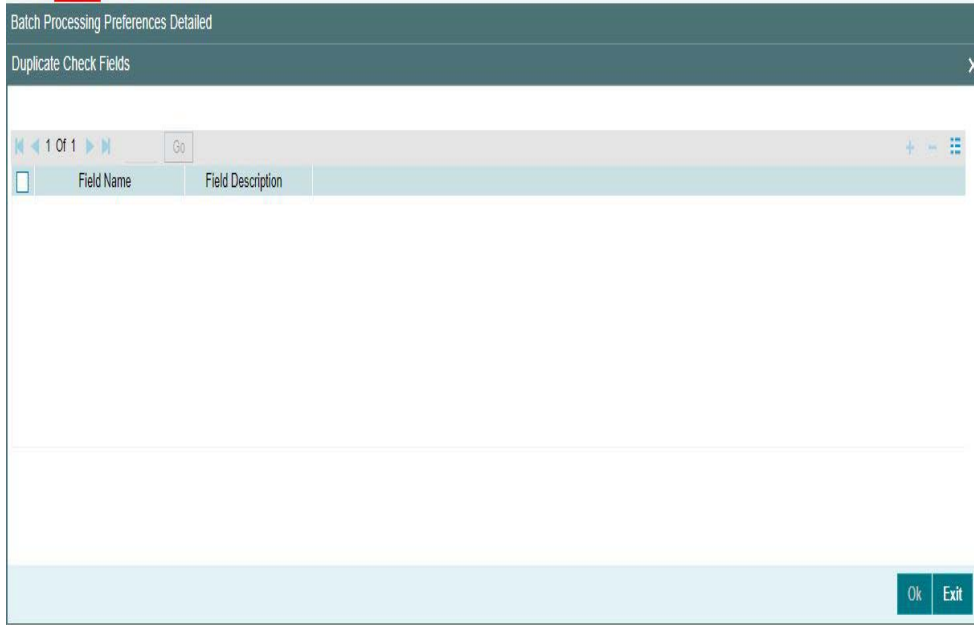 Batch Processing Preferences Detailed
Duplicate Check Fields
1 Of 1 Go
Field Name Field Description
Ok Exit